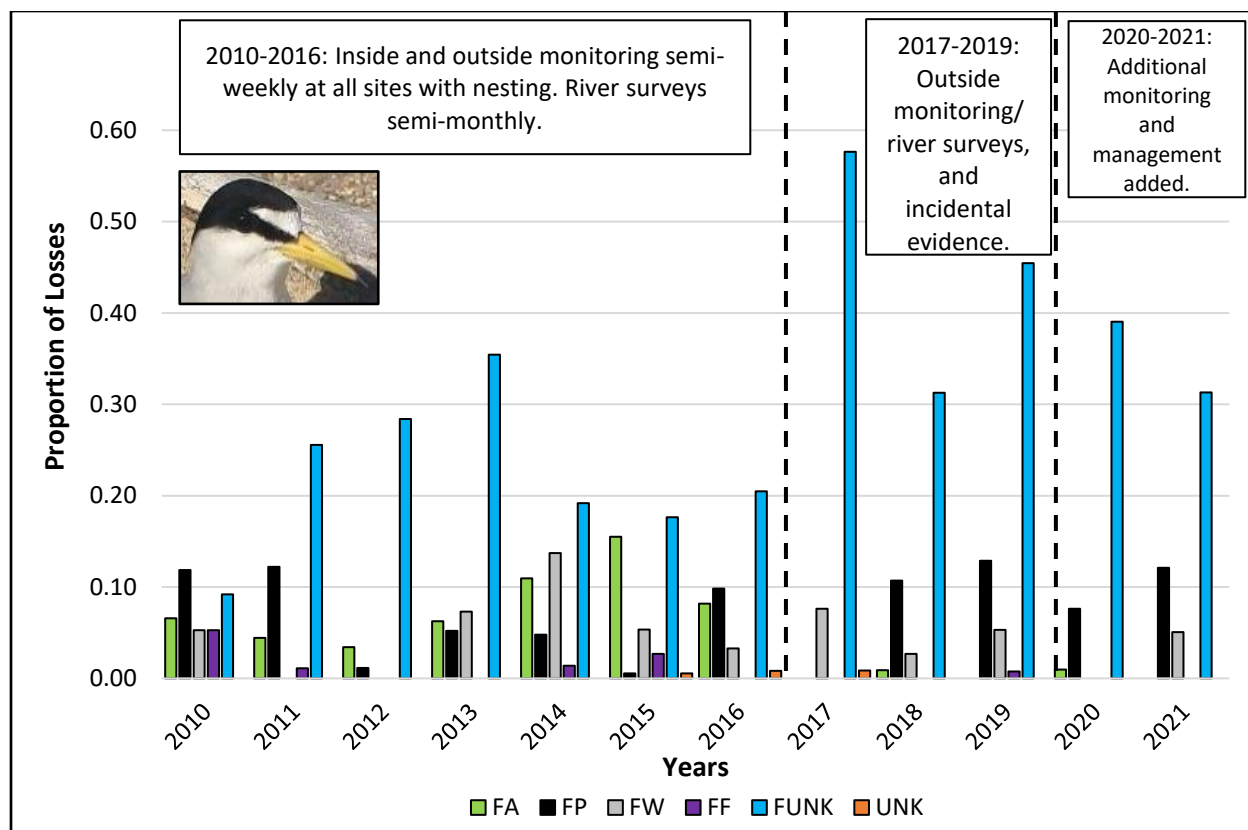 2010-2016: Inside and outside monitoring semi-
weekly at all sites with nesting. River surveys
semi-monthly.
2017-2019:
Outside
monitoring/
river surveys,
and
incidental
evidence.
2020-2021:
Additional
monitoring
and
management
added.
Proportion of Losses
0.60
0.50
0.40
0.30
0.20
0.10
0.00
2010
2011
2012
2013
2014
2015
2016
2017
2018
2019
2020
2021
Years
FA FP FW FF FUNK UNK